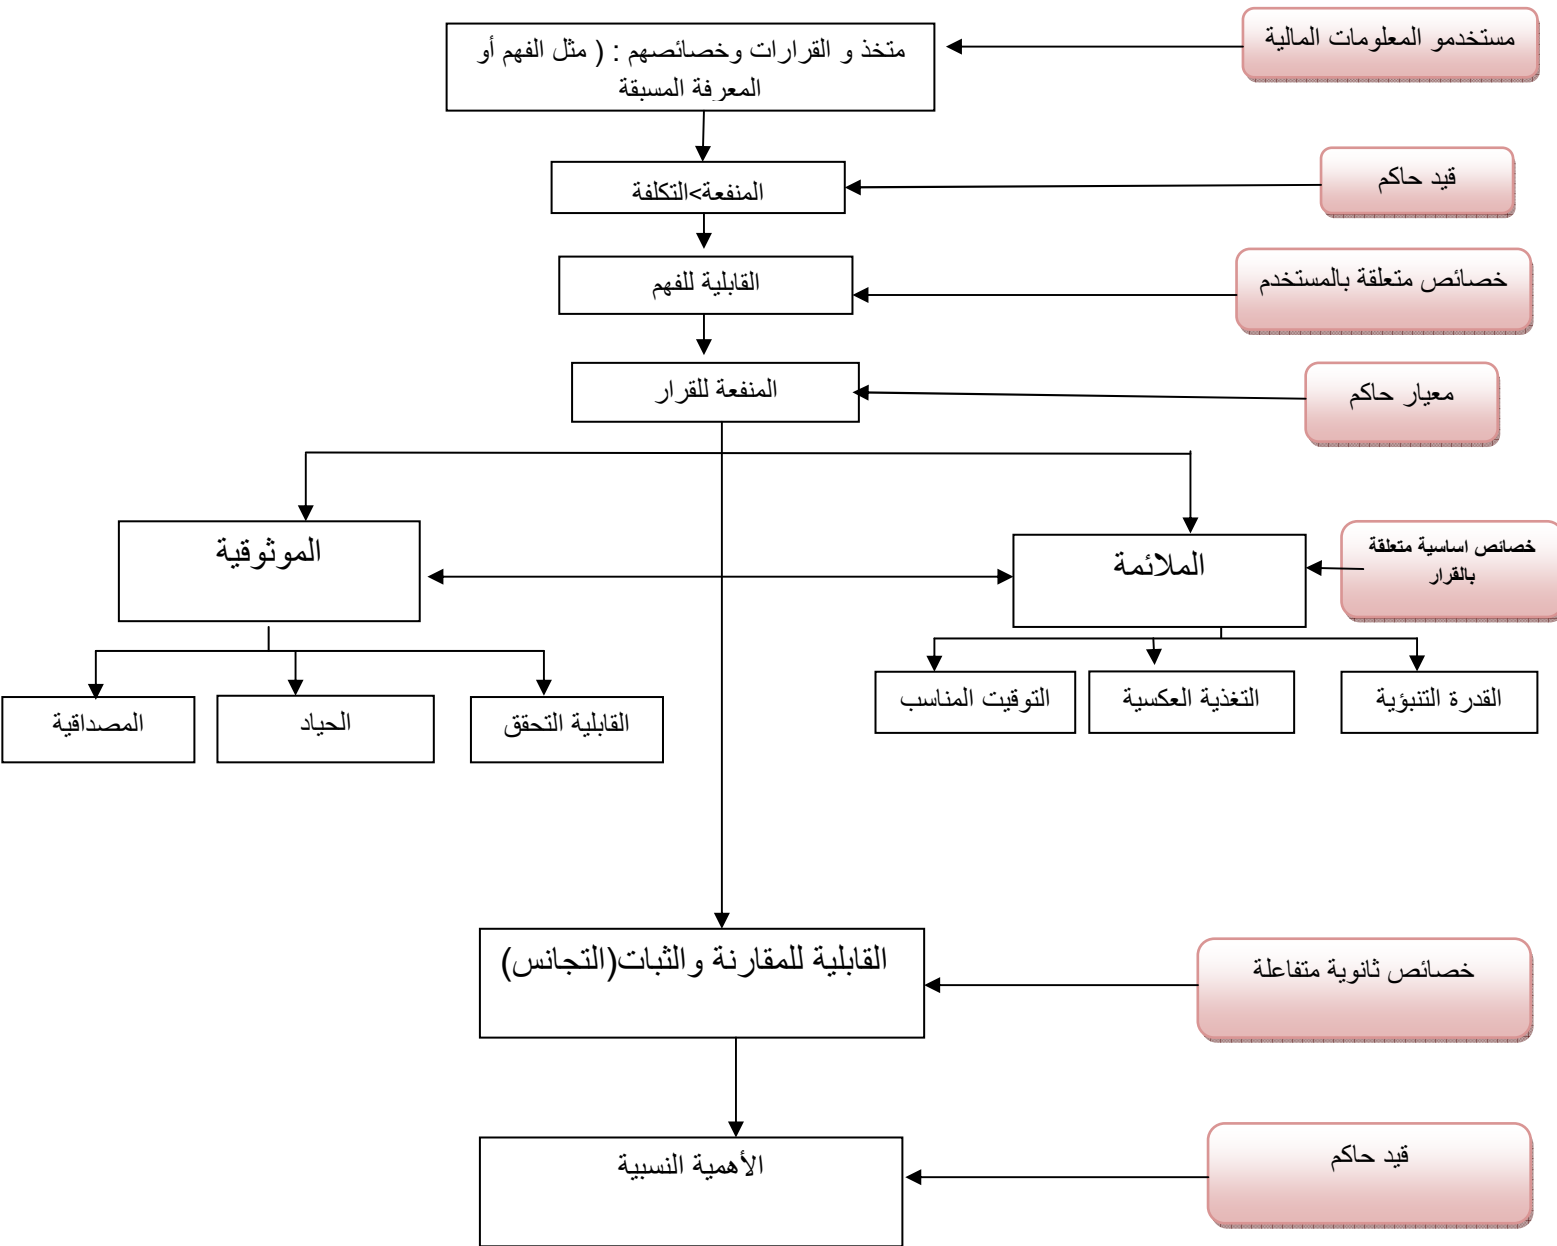 مستخدمو المعلومات المالية
متخذ و القرارات وخصائصهم : ( مثل الفهم أو
المعرفة المسبقة
قيد حاكم
المنفعة>التكلفة
خصائص متعلقة بالمستخدم
القابلية للفهم
معيار حاكم
المنفعة للقرار
خصائص اساسية متعلقة
بالقرار
الملائمة
الموثوقية
القدرة التنبؤية
التغذية العكسية
التوقيت المناسب
القابلية التحقق
الحياد
المصداقية
خصائص ثانوية متفاعلة
القابلية للمقارنة والثبات(التجانس)
قيد حاكم
الأهمية النسبية